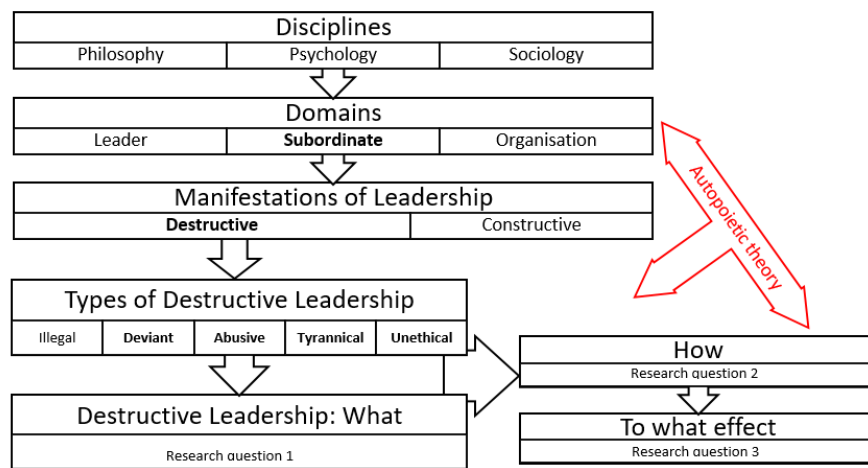 Disciplines
Philosophy Psychology Sociology
Domains
Leader Subordinate Organisation
Manifestations of Leadership
Destructive Constructive
Autopoietic theory
Types of Destructive Leadership
Illegal Deviant Abusive Tyrannical Unethical
How
Research question 2
Destructive Leadership: What
Research question 1
To what effect
Research question 3